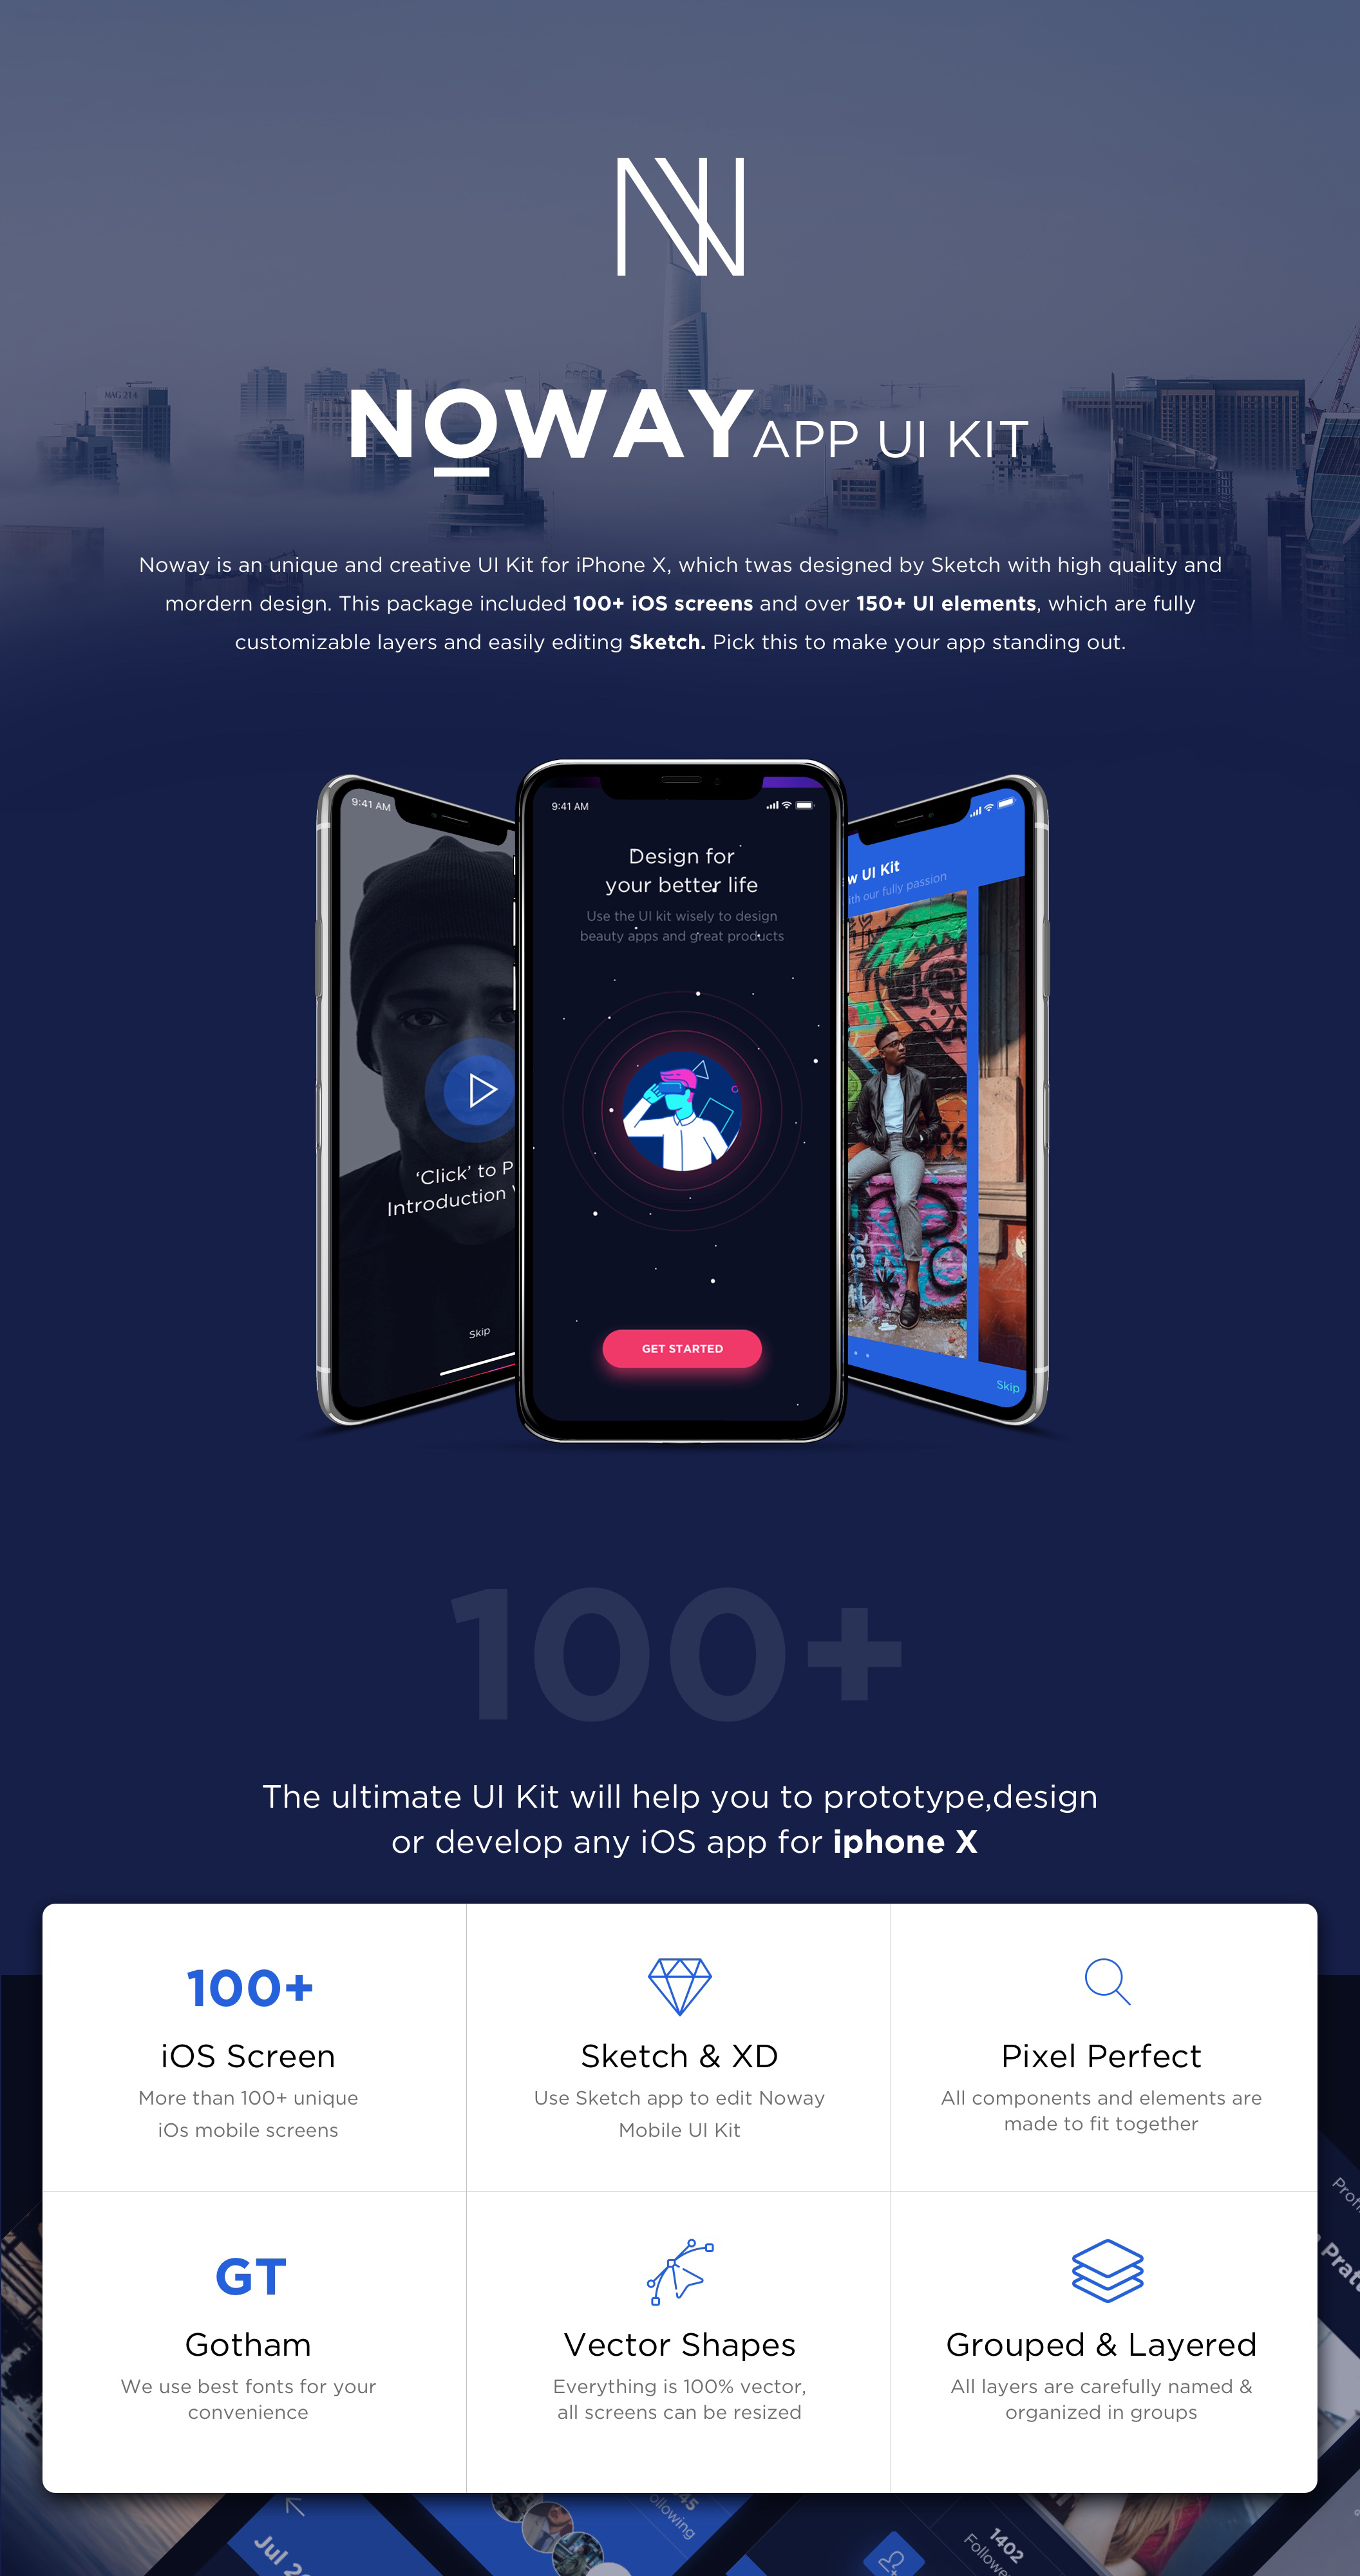 MAG 214
NOWAY APP UI KIT
Noway is an unique and creative UI Kit for iPhone X, which twas designed by Sketch with high quality and
mordern design. This package included 100+ iOS screens and over 150+ UI elements, which are fully
customizable layers and easily editing Sketch. Pick this to make your app standing out.
9:41 AM
‘Click’ to P
Introduction
Skip
9:41 AM
Design for
your better life
Use the UI kit wisely to design
beauty apps and great products
GET STARTED
w UI Kit
ith our fully passion
Skip
100+
The ultimate UI Kit will help you to prototype,design
or develop any iOS app for iphone X
100+
iOS Screen
More than 100+ unique
iOs mobile screens
Sketch & XD
Use Sketch app to edit Noway
Mobile UI Kit
Pixel Perfect
All components and elements are
made to fit together
GT
Gotham
We use best fonts for your
convenience
Vector Shapes
Everything is 100% vector,
all screens can be resized
Grouped & Layered
All layers are carefully named &
organized in groups
Profi
Prat
Jul 2
45
ollowing
1402
Followe